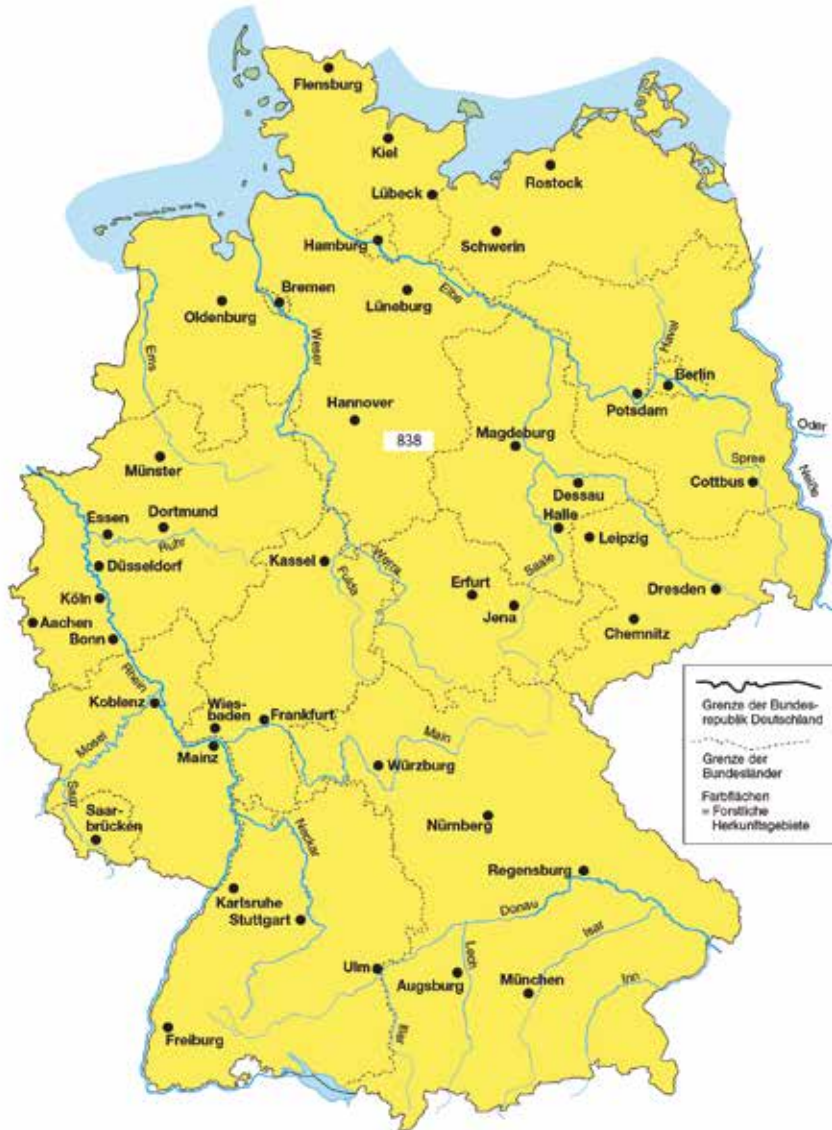 Flensburg
Kiel
Rostock
Lübeck
Schwerin
Hamburg
Bremen
Lüneburg
Elbe
Oldenburg
Weser
Ems
Havel
Berlin
Potsdam
Hannover
838
Magdeburg
Oder
Neiße
Münster
Spree
Cottbus
Dessau
Essen
Dortmund
Halle
Ruhr
Leipzig
Düsseldorf
Kassel
Werra
Fulda
Saale
Erfurt
Dresden
Köln
Jena
Aachen
Chemnitz
Bonn
Rhein
Koblenz
Wies-
baden
Frankfurt
Main
Mosel
Mainz
Würzburg
Saar
Saar-
brücken
Nürnberg
Neckar
Regensburg
Karlsruhe
Stuttgart
Donau
Isar
Lech
Ulm
Augsburg
München
Inn
Iller
Freiburg
Grenze der Bundes-
republik Deutschland
Grenze der
Bundesländer
Farbflächen
= Forstliche
Herkunftsgebiete